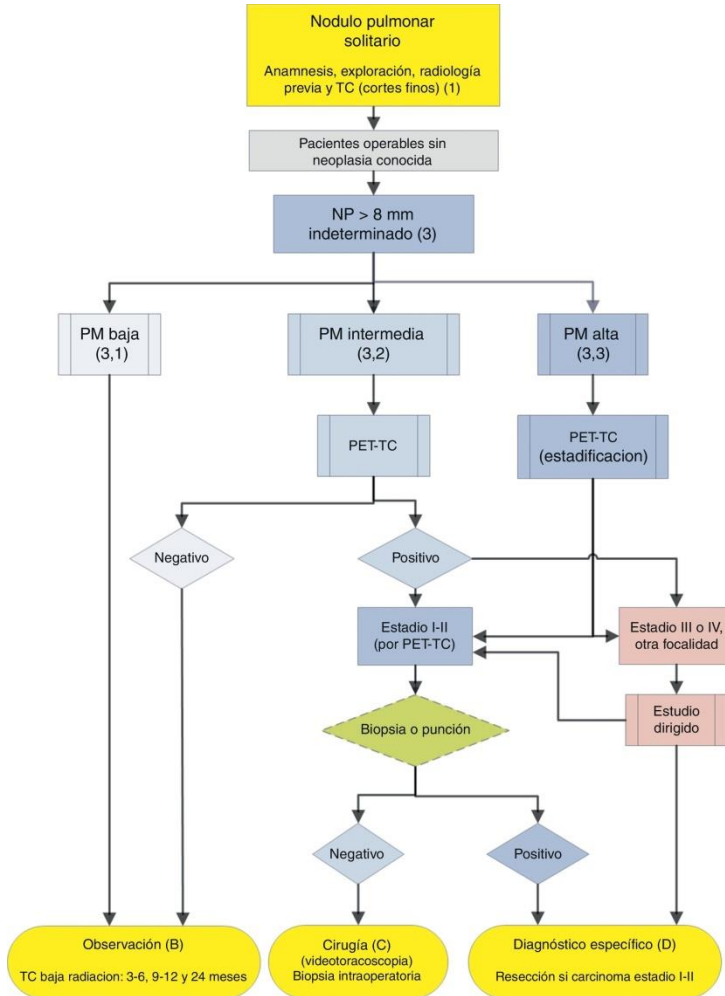 Nodulo pulmonar
solitario
Anamnesis, exploración, radiología
previa y TC (cortes finos) (1)
Pacientes operables sin
neoplasia conocida
NP > 8 mm
indeterminado (3)
PM baja
(3,1)
PM intermedia
(3,2)
PM alta
(3,3)
PET-TC
PET-TC
(estadificacion)
Negativo
Positivo
Estadio I-II
(por PET-TC)
Estadio III o IV,
otra focalidad
Biopsia o punción
Estudio
dirigido
Negativo
Positivo
Observación (B)
TC baja radiacion: 3-6, 9-12 y 24 meses
Cirugía (C)
(videotoracoscopia)
Biopsia intraoperatoria
Diagnóstico específico (D)
Resección si carcinoma estadio I-II